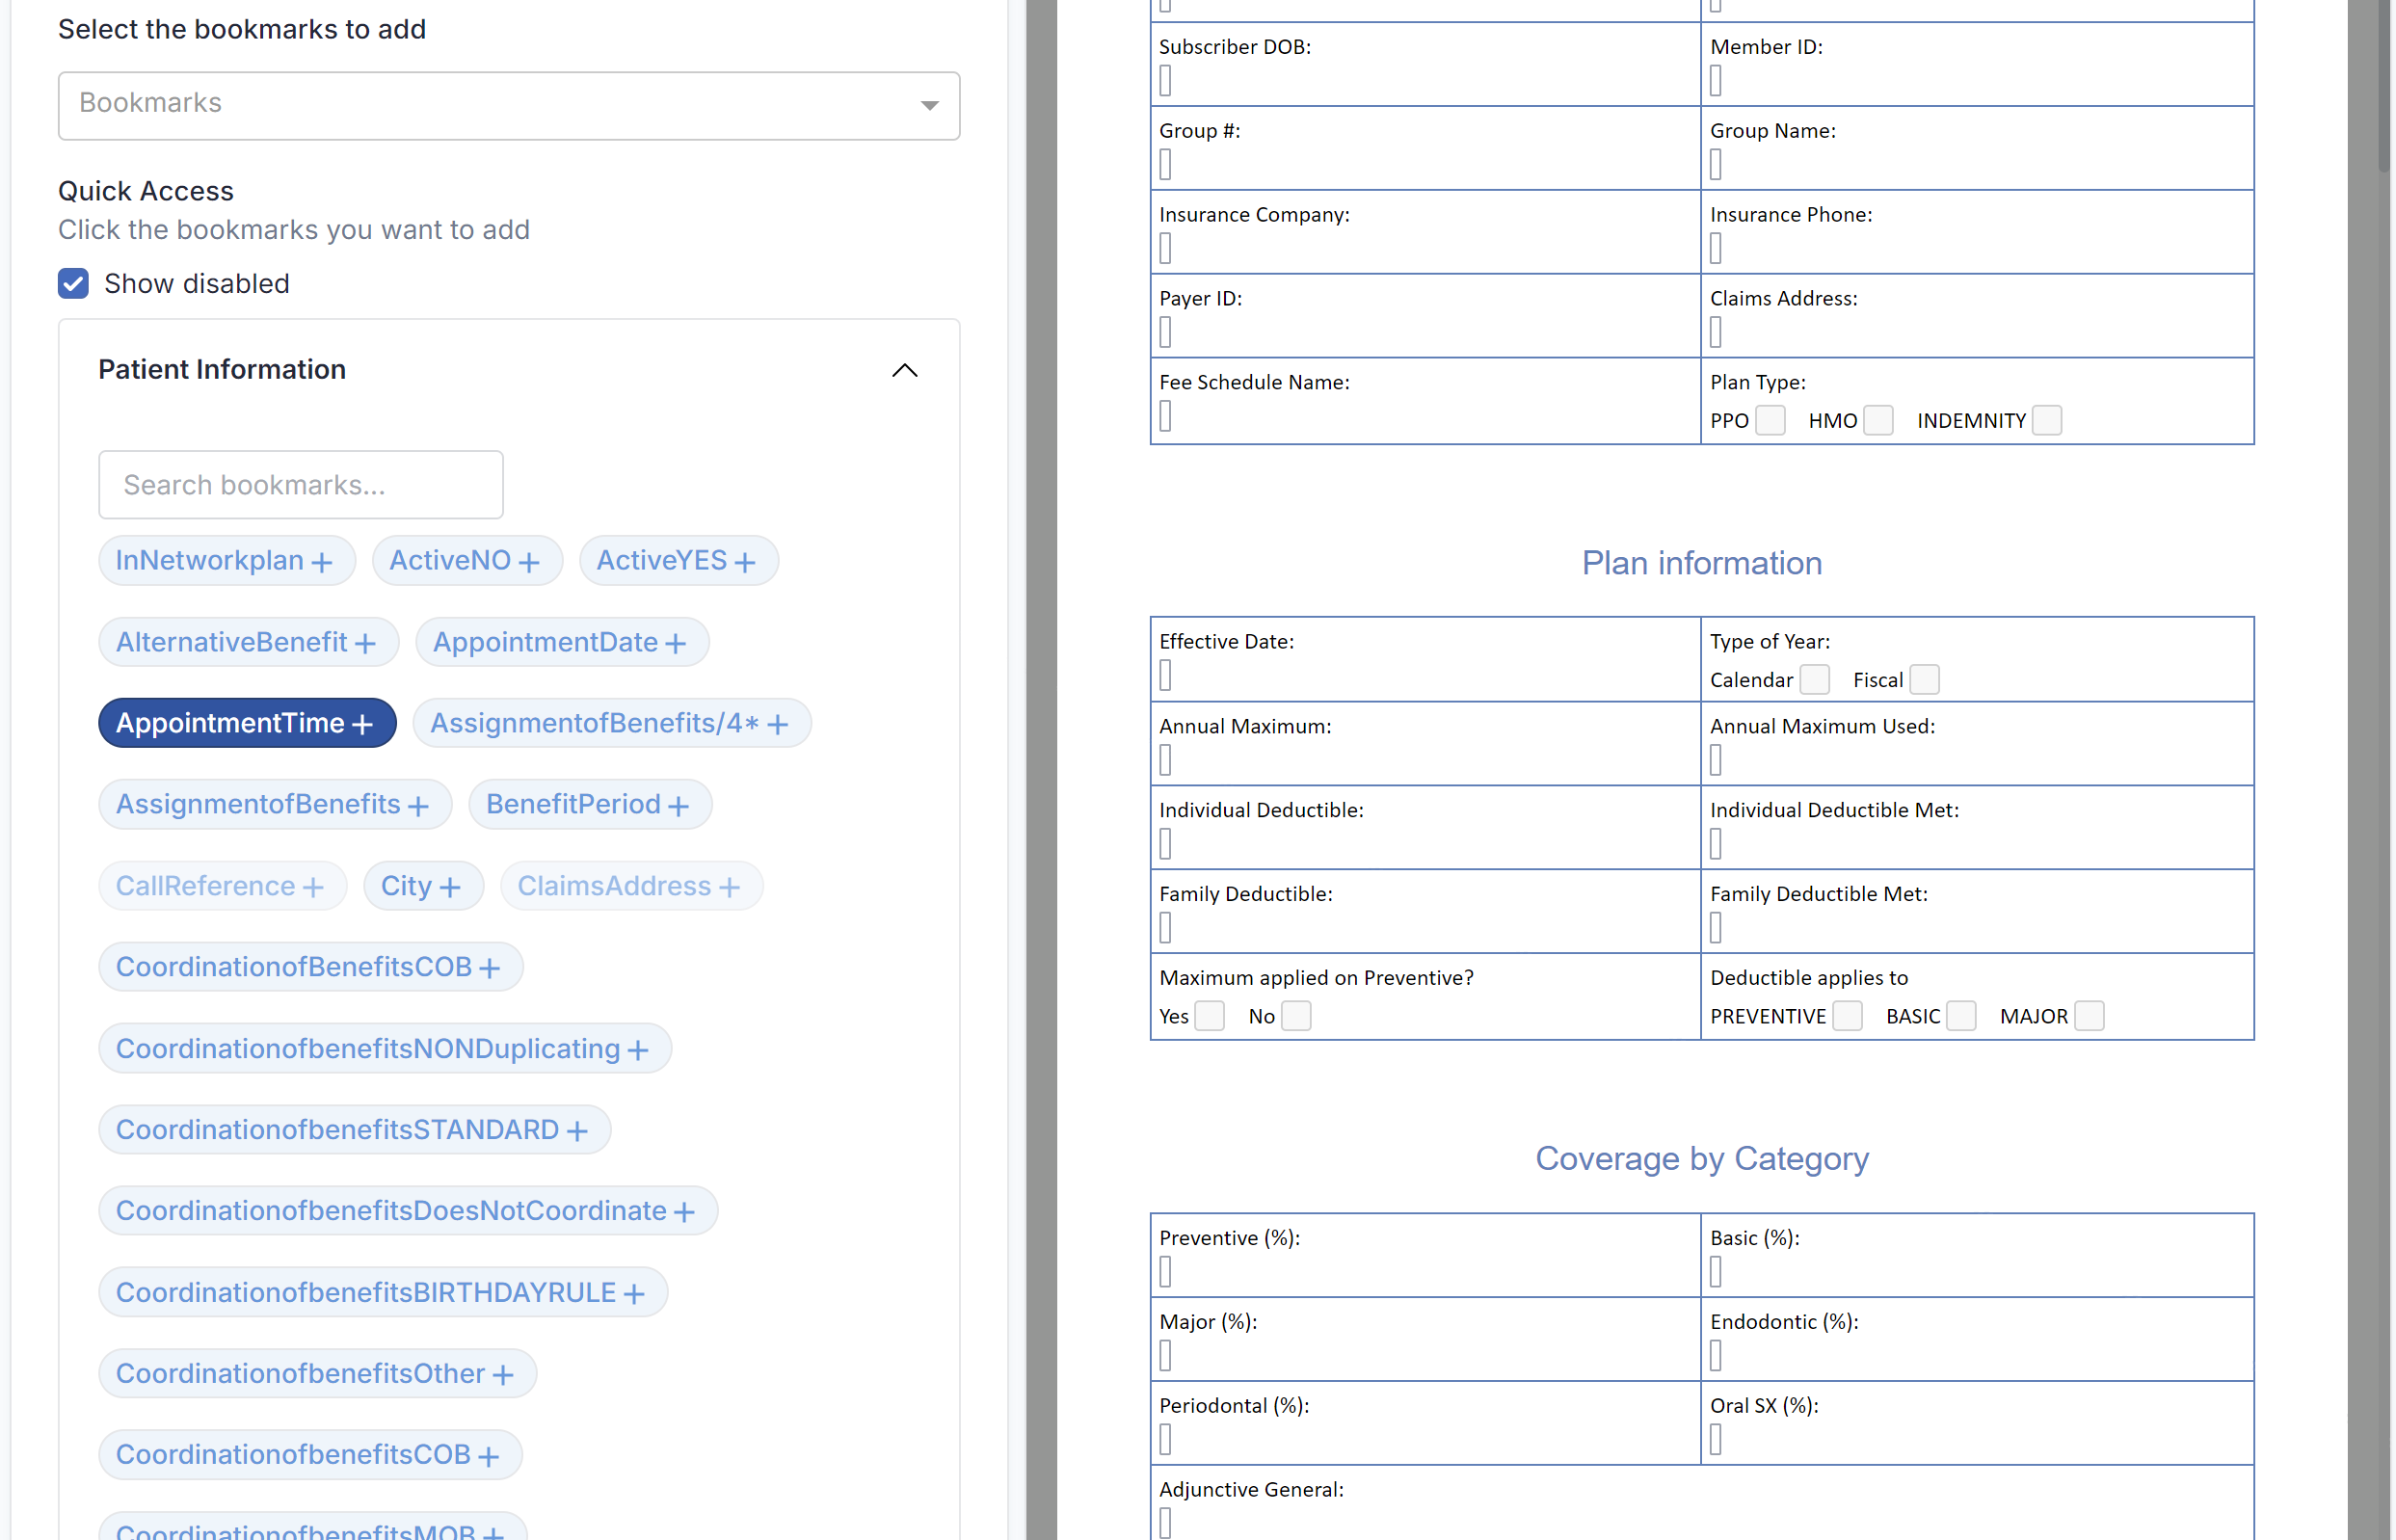 Select the bookmarks to add
Bookmarks
Quick Access
Click the bookmarks you want to add
Show disabled
Patient Information
Search bookmarks...
InNetworkplan + ActiveNO + ActiveYES +
AlternativeBenefit + AppointmentDate +
AppointmentTime + AssignmentofBenefits/4* +
AssignmentofBenefits + BenefitPeriod +
CallReference + City + ClaimsAddress +
CoordinationofBenefitsCOB +
CoordinationofbenefitsNONDuplicating +
CoordinationofbenefitsSTANDARD +
CoordinationofbenefitsDoesNotCoordinate +
CoordinationofbenefitsBIRTHDAYRULE +
CoordinationofbenefitsOther +
CoordinationofbenefitsCOB +
CoordinationofbenefitsMOB +
Subscriber DOB: Member ID:
Group #: Group Name:
Insurance Company: Insurance Phone:
Payer ID: Claims Address:
Fee Schedule Name: Plan Type:
PPO HMO INDEMNITY
Plan information
Effective Date: Type of Year:
Calendar Fiscal
Annual Maximum: Annual Maximum Used:
Individual Deductible: Individual Deductible Met:
Family Deductible: Family Deductible Met:
Maximum applied on Preventive? Deductible applies to
Yes No PREVENTIVE BASIC MAJOR
Coverage by Category
Preventive (%): Basic (%):
Major (%): Endodontic (%):
Periodontal (%): Oral SX (%):
Adjunctive General: